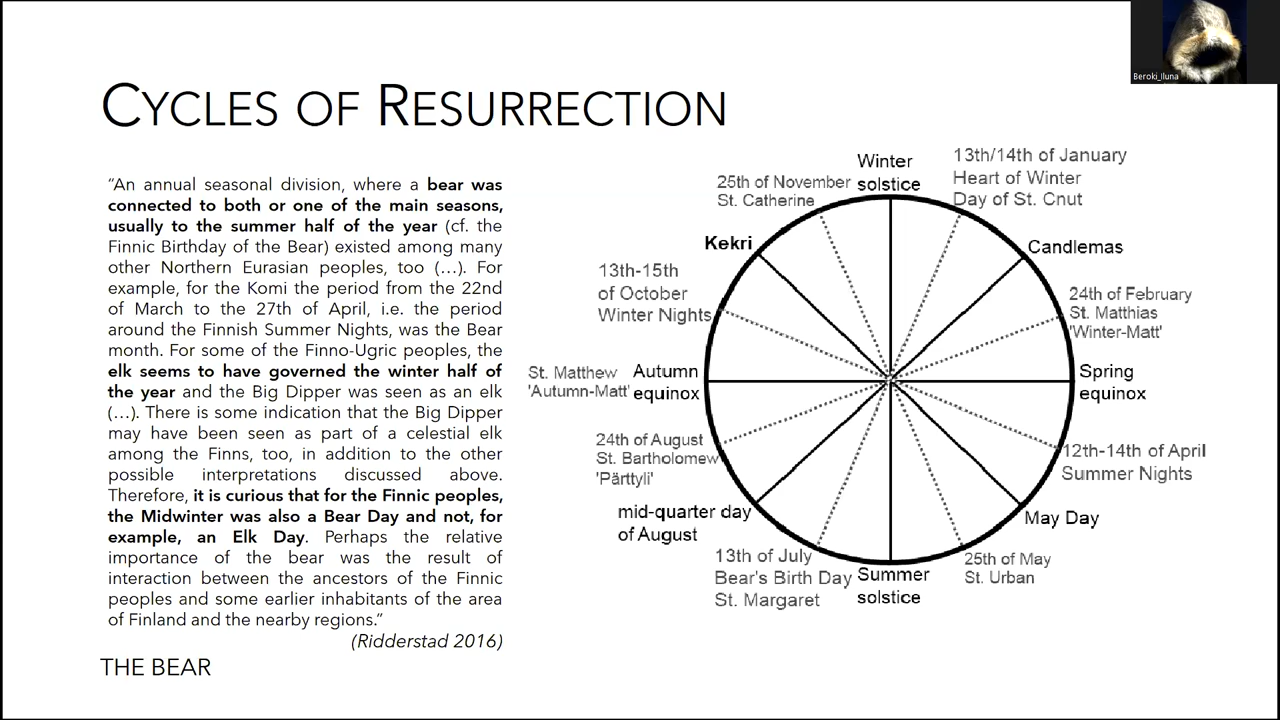 Beroki_Iluna
CYCLES OF RESURRECTION
“An annual seasonal division, where a bear was
connected to both or one of the main seasons,
usually to the summer half of the year (cf. the
Finnic Birthday of the Bear) existed among many
other Northern Eurasian peoples, too (…). For
example, for the Komi the period from the 22nd
of March to the 27th of April, i.e. the period
around the Finnish Summer Nights, was the Bear
month. For some of the Finno-Ugric peoples, the
elk seems to have governed the winter half of
the year and the Big Dipper was seen as an elk
(…). There is some indication that the Big Dipper
may have been seen as part of a celestial elk
among the Finns, too, in addition to the other
possible interpretations discussed above.
Therefore, it is curious that for the Finnic peoples,
the Midwinter was also a Bear Day and not, for
example, an Elk Day. Perhaps the relative
importance of the bear was the result of
interaction between the ancestors of the Finnic
peoples and some earlier inhabitants of the area
of Finland and the nearby regions.”
(Ridderstad 2016)
THE BEAR
Winter
solstice
13th/14th of January
Heart of Winter
Day of St. Cnut
Candlemas
24th of February
St. Matthias
'Winter-Matt'
Spring
equinox
12th-14th of April
Summer Nights
May Day
25th of May
St. Urban
Summer
solstice
13th of July
Bear's Birth Day
St. Margaret
mid-quarter day
of August
24th of August
St. Bartholomew
'Pärttyli'
Autumn
equinox
St. Matthew
'Autumn-Matt'
13th-15th
of October
Winter Nights
Kekri
25th of November
St. Catherine